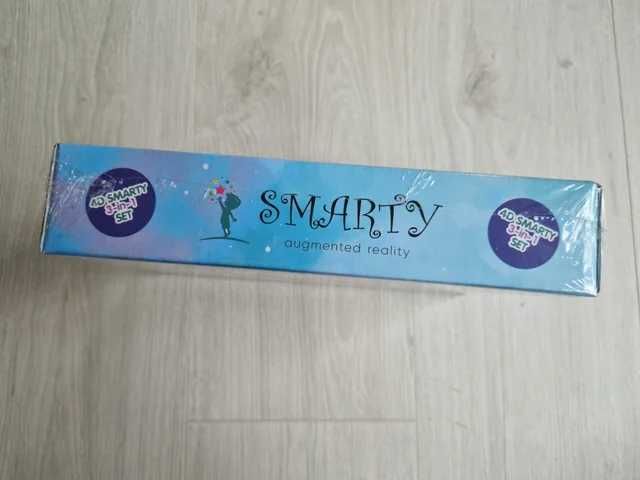 4D SMARTY
3-in-1
SET
SMARTY
augmented reality
4D SMARTY
3-in-1
SET